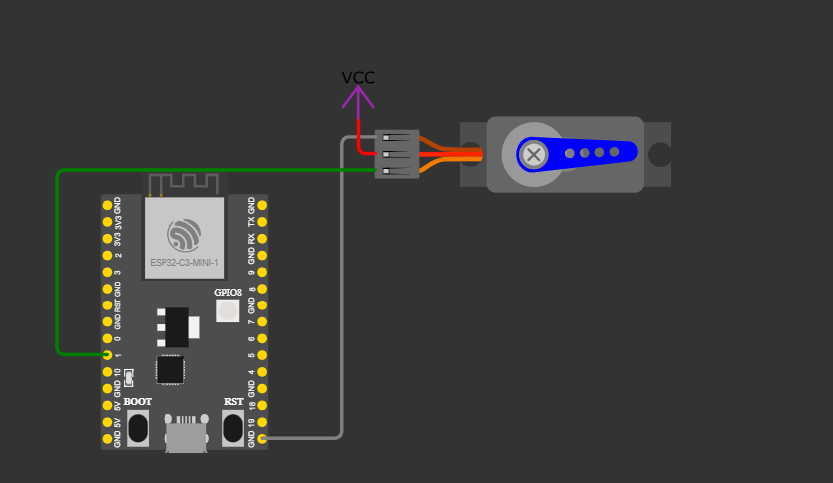 VCC
ESP32-C3-MINI-1
GPIO8
GND
3V3
3V3
2
3
GND
RST
GND
0
1
10
GND
5V
5V
GND
GND
TX
RX
GND
9
8
GND
7
6
5
4
GND
18
19
GND
BOOT
RST